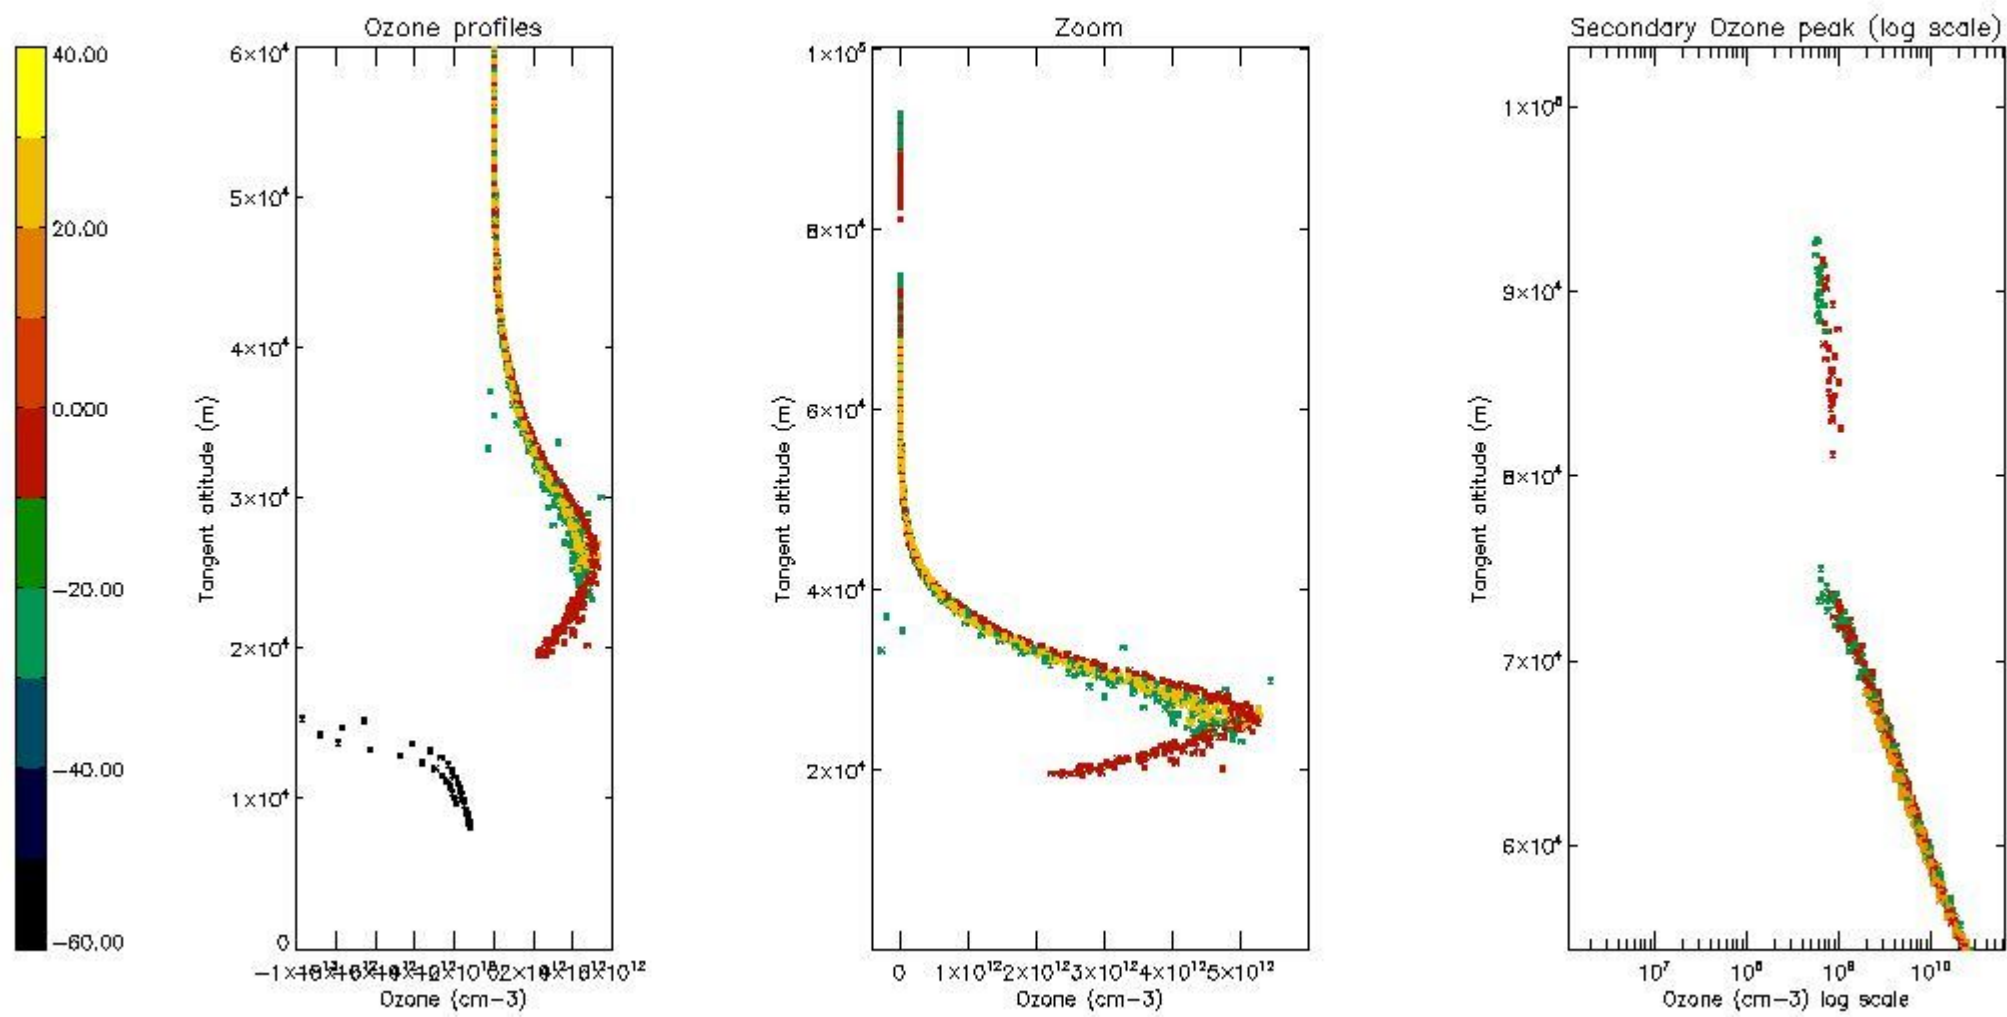 Ozone profiles
Zoom
Secondary Ozone peak (log scale)
40.00
20.00
0.000
-20.00
-40.00
-60.00
6×10⁴
5×10⁴
4×10⁴
3×10⁴
2×10⁴
1×10⁴
0
Tangent altitude (m)
Ozone (cm-3)
1×10⁵
8×10⁴
6×10⁴
4×10⁴
2×10⁴
Tangent altitude (m)
0 1×10¹² 2×10¹² 3×10¹² 4×10¹² 5×10¹²
Ozone (cm-3)
1×10⁵
9×10⁴
8×10⁴
7×10⁴
6×10⁴
Tangent altitude (m)
10⁷ 10⁸ 10⁹ 10¹⁰
Ozone (cm-3) log scale